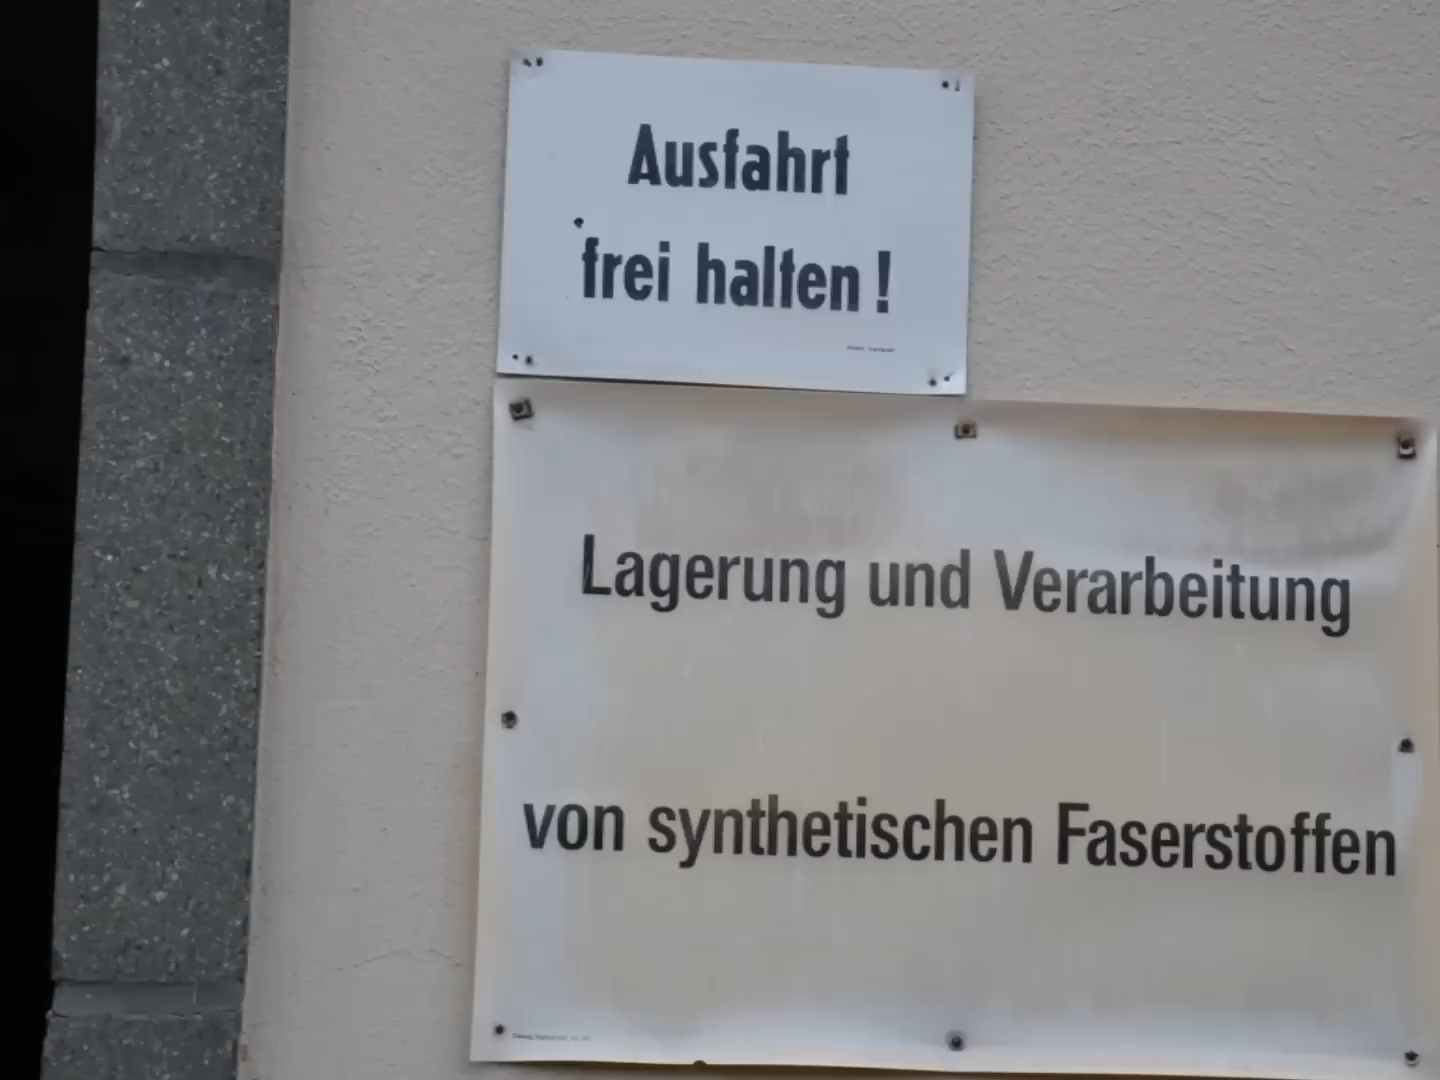 Ausfahrt
frei halten!
Lagerung und Verarbeitung
von synthetischen Faserstoffen